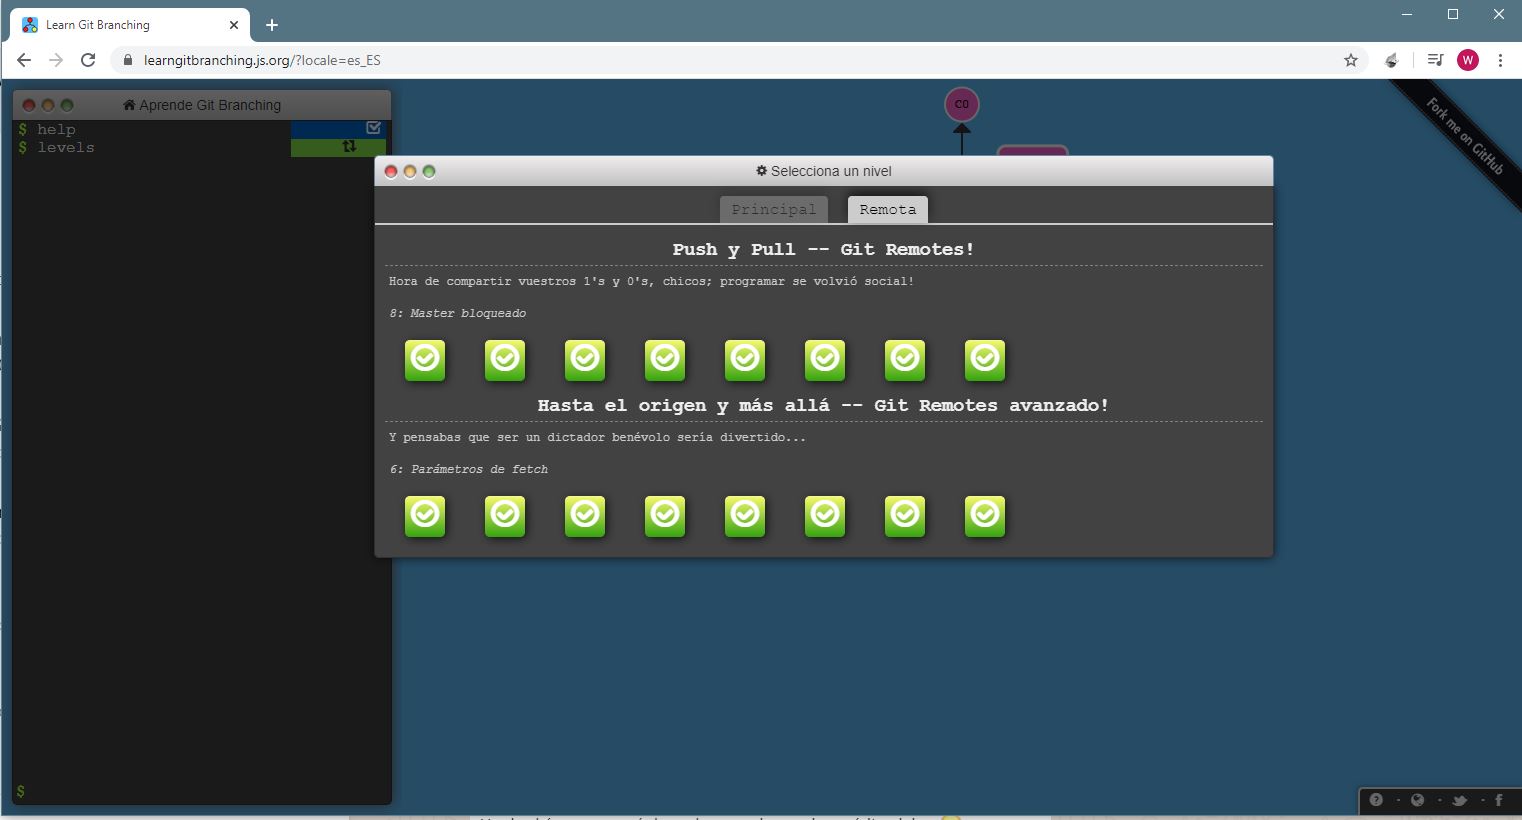 Learn Git Branching
learngitbranching.js.org/?locale=es_ES
W
Aprende Git Branching
$ help
$ levels
$
C0
Fork me on GitHub
Selecciona un nivel
Principal
Remota
Push y Pull -- Git Remotes!
Hora de compartir vuestros 1's y 0's, chicos; programar se volvió social!
8: Master bloqueado
Hasta el origen y más allá -- Git Remotes avanzado!
Y pensabas que ser un dictador benévolo sería divertido...
6: Parámetros de fetch